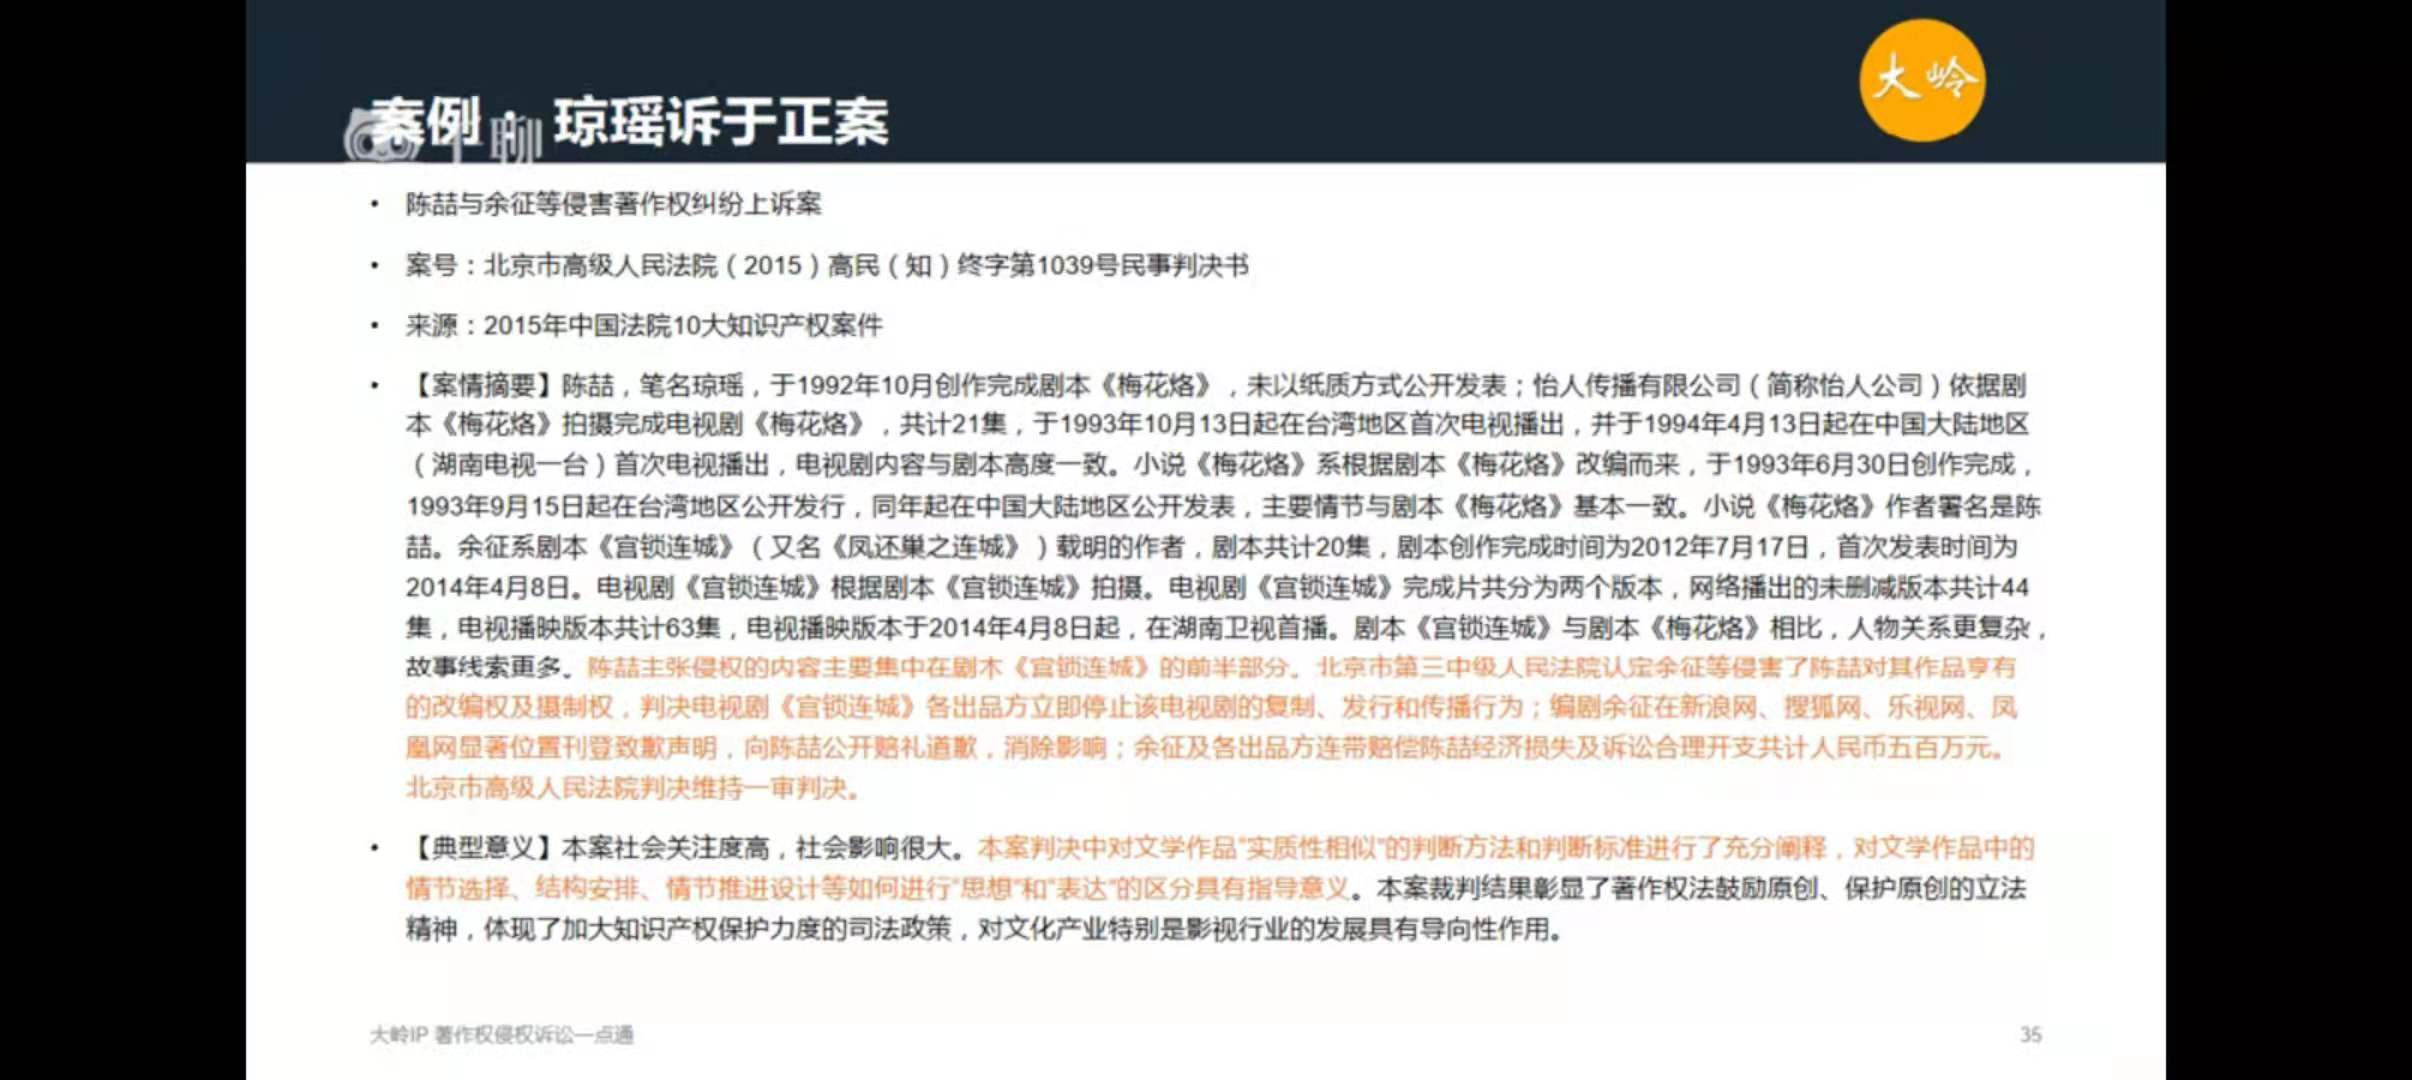 大岭
案例：琼瑶诉于正案
千聊
• 陈喆与余征等侵害著作权纠纷上诉案
• 案号：北京市高级人民法院（2015）高民（知）终字第1039号民事判决书
• 来源：2015年中国法院10大知识产权案件
• 【案情摘要】陈喆，笔名琼瑶，于1992年10月创作完成剧本《梅花烙》，未以纸质方式公开发表；怡人传播有限公司（简称怡人公司）依据剧
本《梅花烙》拍摄完成电视剧《梅花烙》，共计21集，于1993年10月13日起在台湾地区首次电视播出，并于1994年4月13日起在中国大陆地区
（湖南电视一台）首次电视播出，电视剧内容与剧本高度一致。小说《梅花烙》系根据剧本《梅花烙》改编而来，于1993年6月30日创作完成，
1993年9月15日起在台湾地区公开发行，同年起在中国大陆地区公开发表，主要情节与剧本《梅花烙》基本一致。小说《梅花烙》作者署名是陈
喆。余征系剧本《宫锁连城》（又名《凤还巢之连城》）载明的作者，剧本共计20集，剧本创作完成时间为2012年7月17日，首次发表时间为
2014年4月8日。电视剧《宫锁连城》根据剧本《宫锁连城》拍摄。电视剧《宫锁连城》完成片共分为两个版本，网络播出的未删减版本共计44
集，电视播映版本共计63集，电视播映版本于2014年4月8日起，在湖南卫视首播。剧本《宫锁连城》与剧本《梅花烙》相比，人物关系更复杂，
故事线索更多。陈喆主张侵权的内容主要集中在剧本《宫锁连城》的前半部分。北京市第三中级人民法院认定余征等侵害了陈喆对其作品享有
的改编权及摄制权，判决电视剧《宫锁连城》各出品方立即停止该电视剧的复制、发行和传播行为；编剧余征在新浪网、搜狐网、乐视网、凤
凰网显著位置刊登致歉声明，向陈喆公开赔礼道歉，消除影响；余征及各出品方连带赔偿陈喆经济损失及诉讼合理开支共计人民币五百万元。
北京市高级人民法院判决维持一审判决。
• 【典型意义】本案社会关注度高，社会影响很大。本案判决中对文学作品"实质性相似"的判断方法和判断标准进行了充分阐释，对文学作品中的
情节选择、结构安排、情节推进设计等如何进行"思想"和"表达"的区分具有指导意义。本案裁判结果彰显了著作权法鼓励原创、保护原创的立法
精神，体现了加大知识产权保护力度的司法政策，对文化产业特别是影视行业的发展具有导向性作用。
大岭IP 著作权侵权诉讼一点通
35